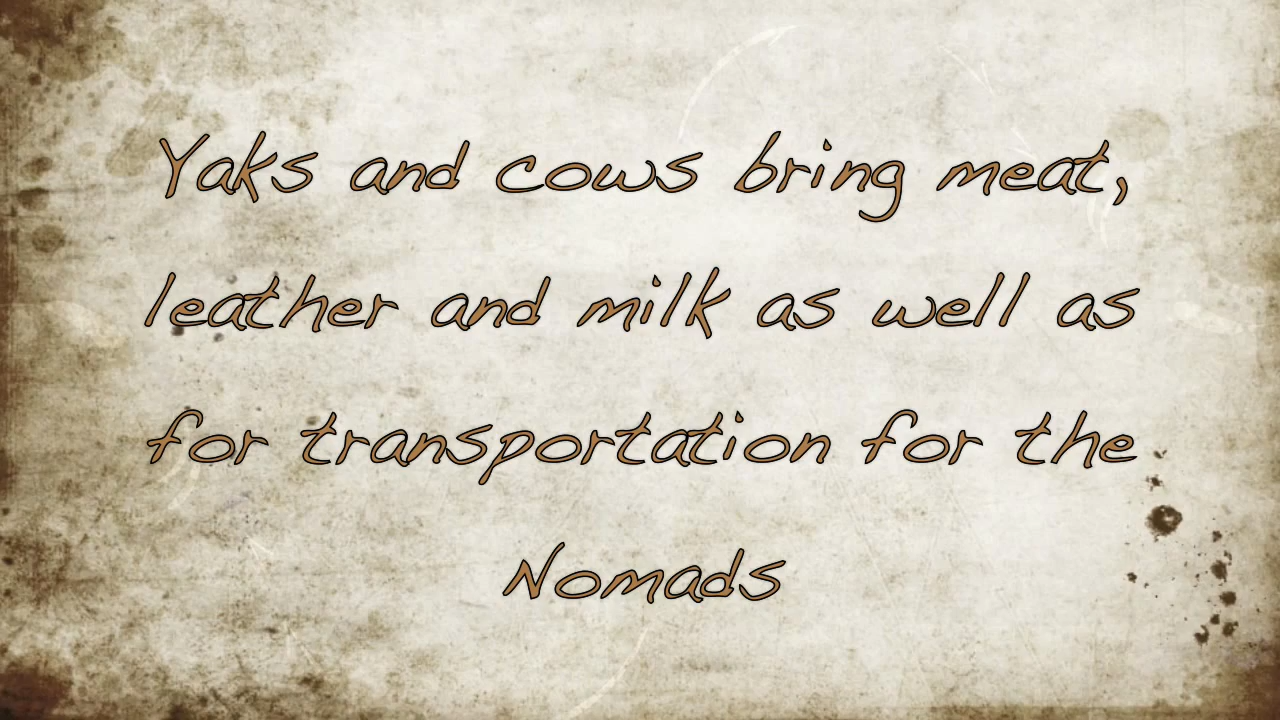 Yaks and cows bring meat,
leather and milk as well as
for transportation for the
Nomads